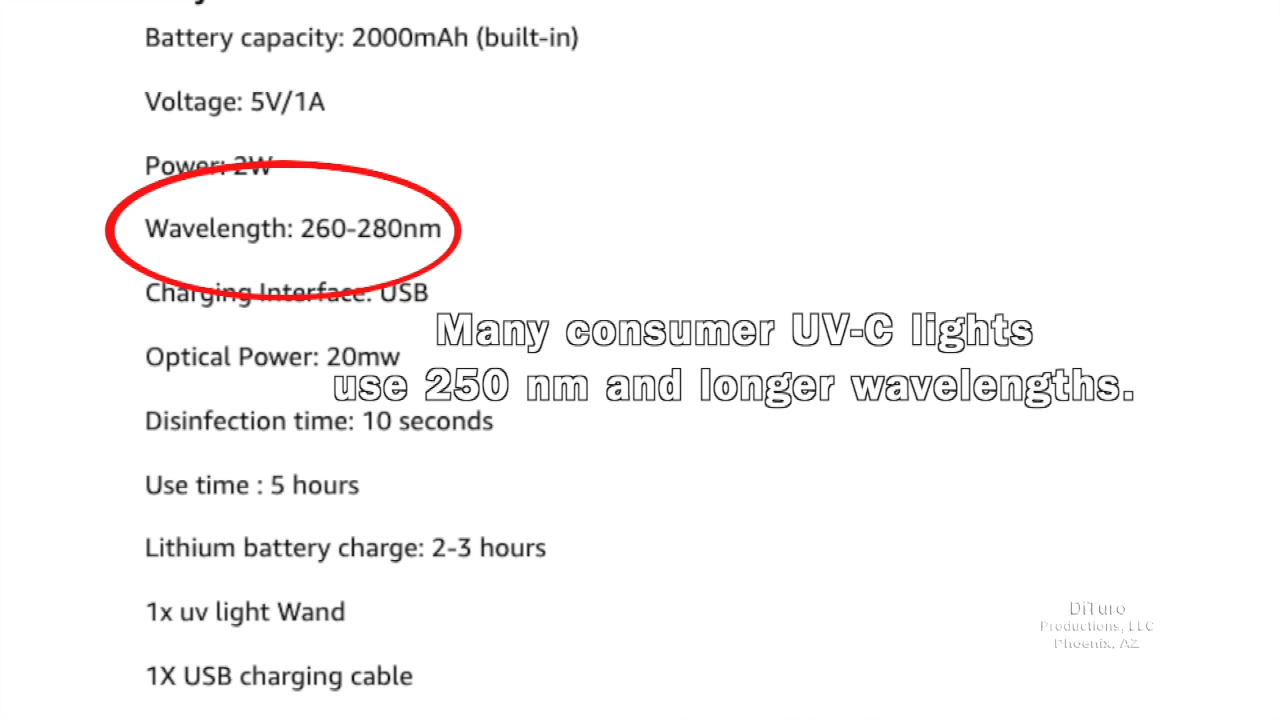 Battery capacity: 2000mAh (built-in)
Voltage: 5V/1A
Power: 2W
Wavelength: 260-280nm
Charging Interface: USB
Many consumer UV-C lights
Optical Power: 20mw
use 250 nm and longer wavelengths.
Disinfection time: 10 seconds
Use time : 5 hours
Lithium battery charge: 2-3 hours
1x uv light Wand
DiTuro
Productions, LLC
Phoenix, AZ
1X USB charging cable